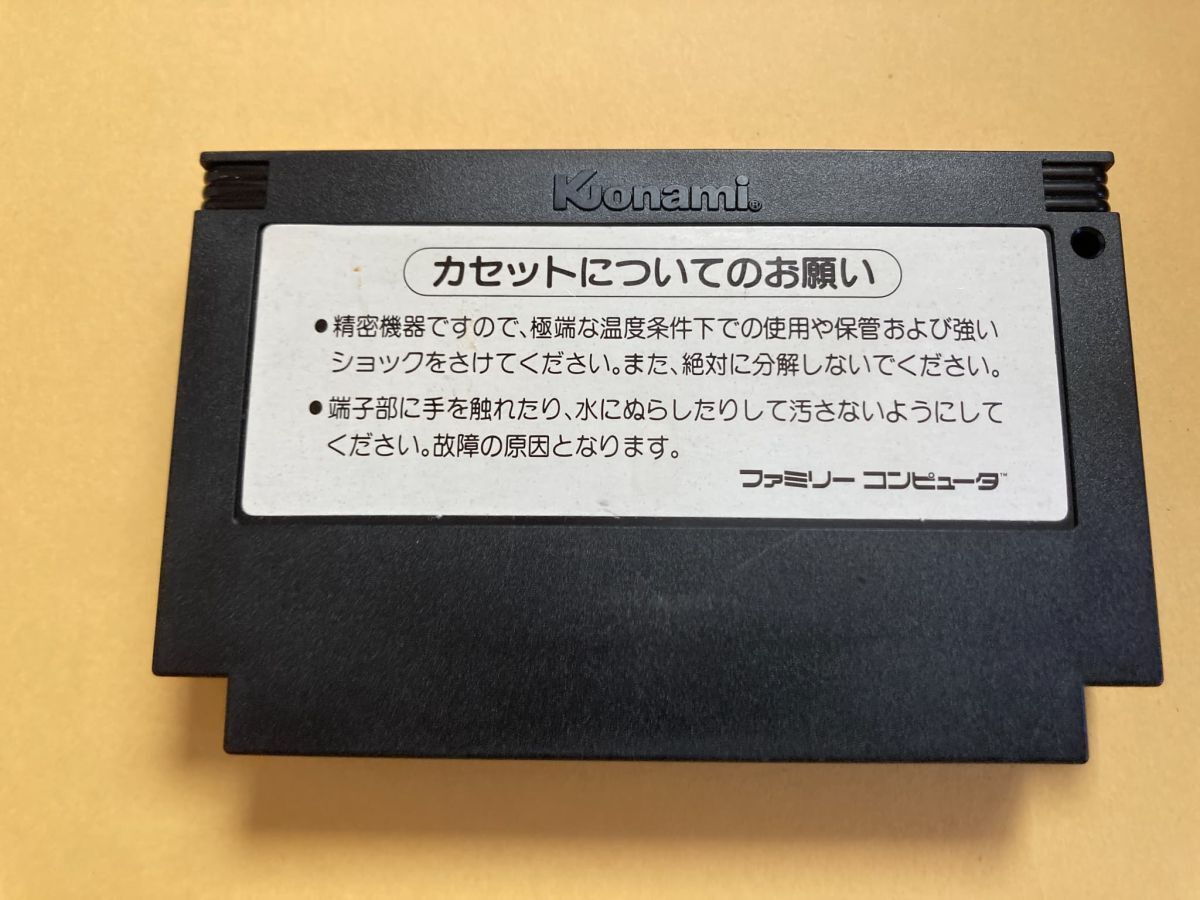 Konami®
カセットについてのお願い
●精密機器ですので、極端な温度条件下での使用や保管および強い
ショックをさけてください。また、絶対に分解しないでください。
●端子部に手を触れたり、水にぬらしたりして汚さないようにして
ください。故障の原因となります。
ファミリー コンピュータ™